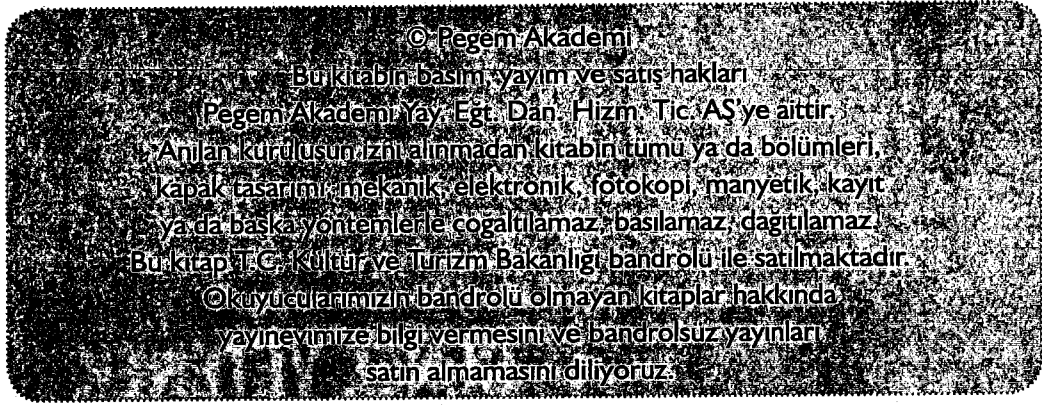 © Pegem Akademi
Bu kitabın basım, yayım ve satış hakları
Pegem Akademi Yay. Eğt. Dan. Hizm. Tic. AŞ'ye aittir.
Anılan kuruluşun izni alınmadan kitabın tümü ya da bölümleri,
kapak tasarımı; mekanik, elektronik, fotokopi, manyetik, kayıt
ya da başka yöntemlerle çoğaltılamaz, basılamaz, dağıtılamaz.
Bu kitap T.C. Kültür ve Turizm Bakanlığı bandrolü ile satılmaktadır.
Okuyucularımızın bandrolü olmayan kitaplar hakkında
yayınevimize bilgi vermesini ve bandrolsüz yayınları
satın almamasını diliyoruz.